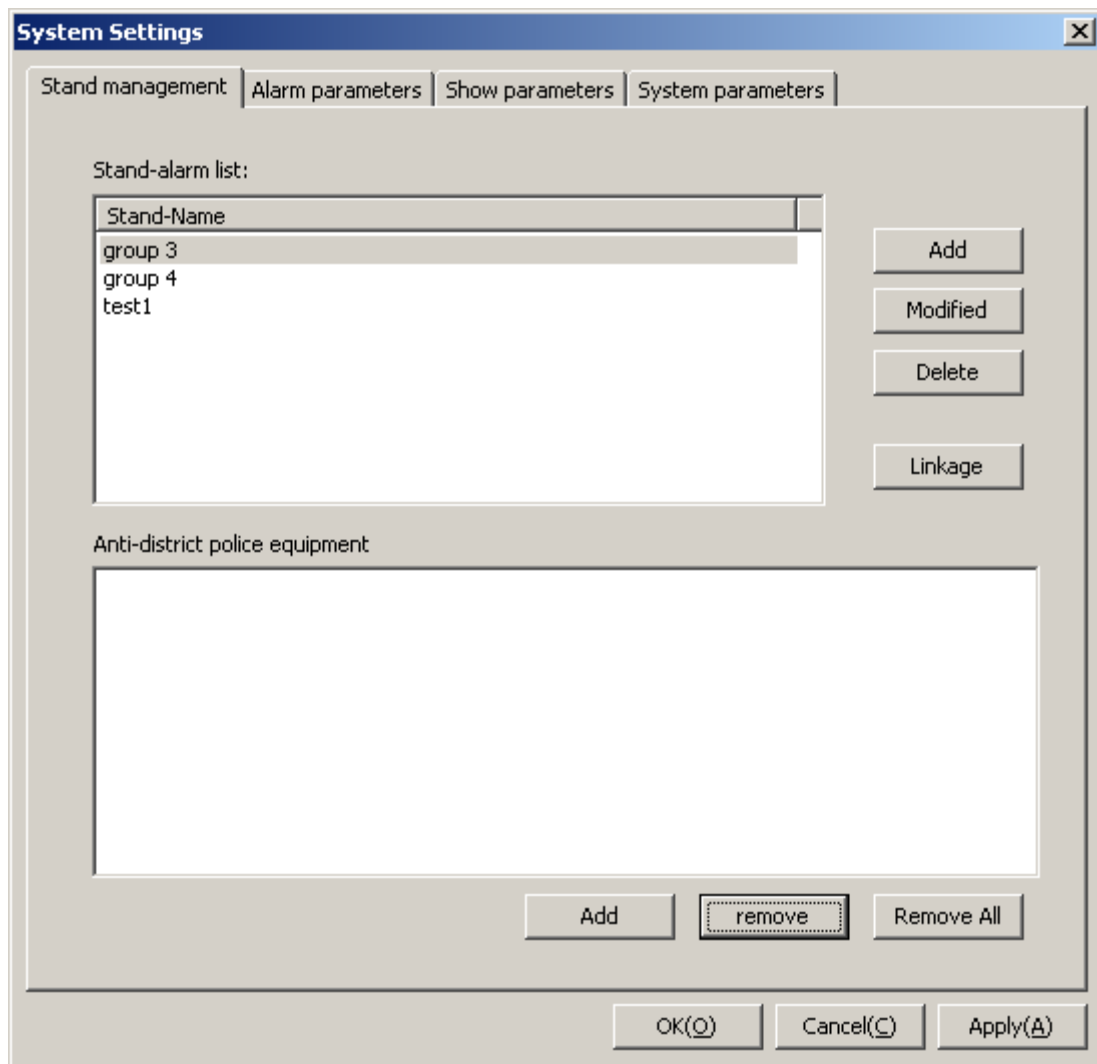 System Settings
Stand management Alarm parameters Show parameters System parameters
Stand-alarm list:
Stand-Name
group 3
group 4
test1
Add
Modified
Delete
Linkage
Anti-district police equipment
Add remove Remove All
OK(O) Cancel(C) Apply(A)